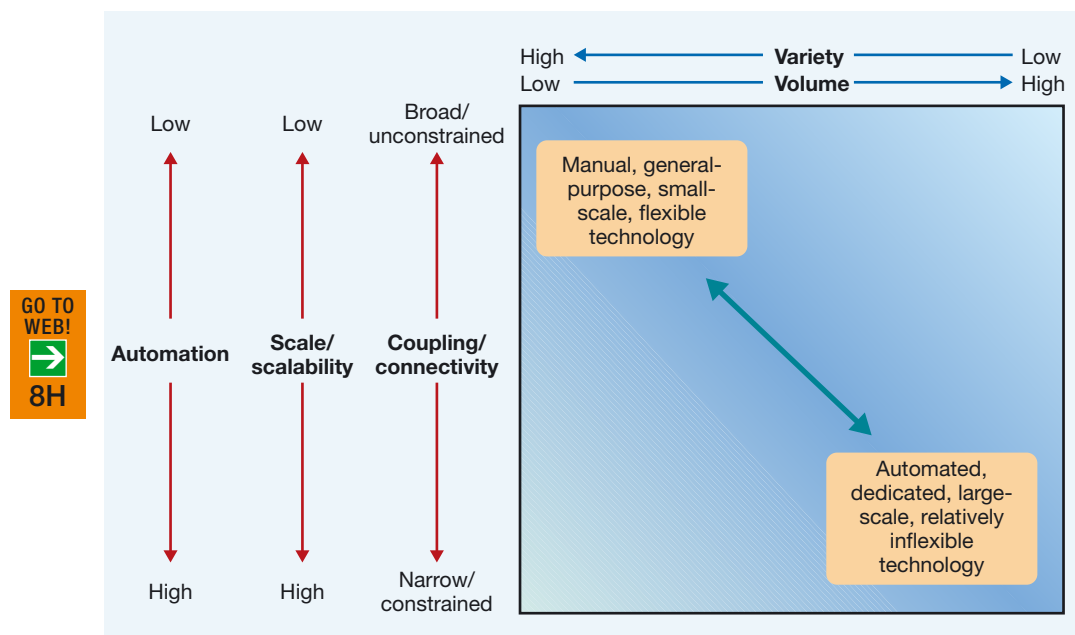 High Variety Low
Low Volume High
Low
Low
Broad/
unconstrained
Manual, general-
purpose, small-
scale, flexible
technology
GO TO
WEB!
8H
Automation
Scale/
scalability
Coupling/
connectivity
Automated,
dedicated, large-
scale, relatively
inflexible
technology
High
High
Narrow/
constrained